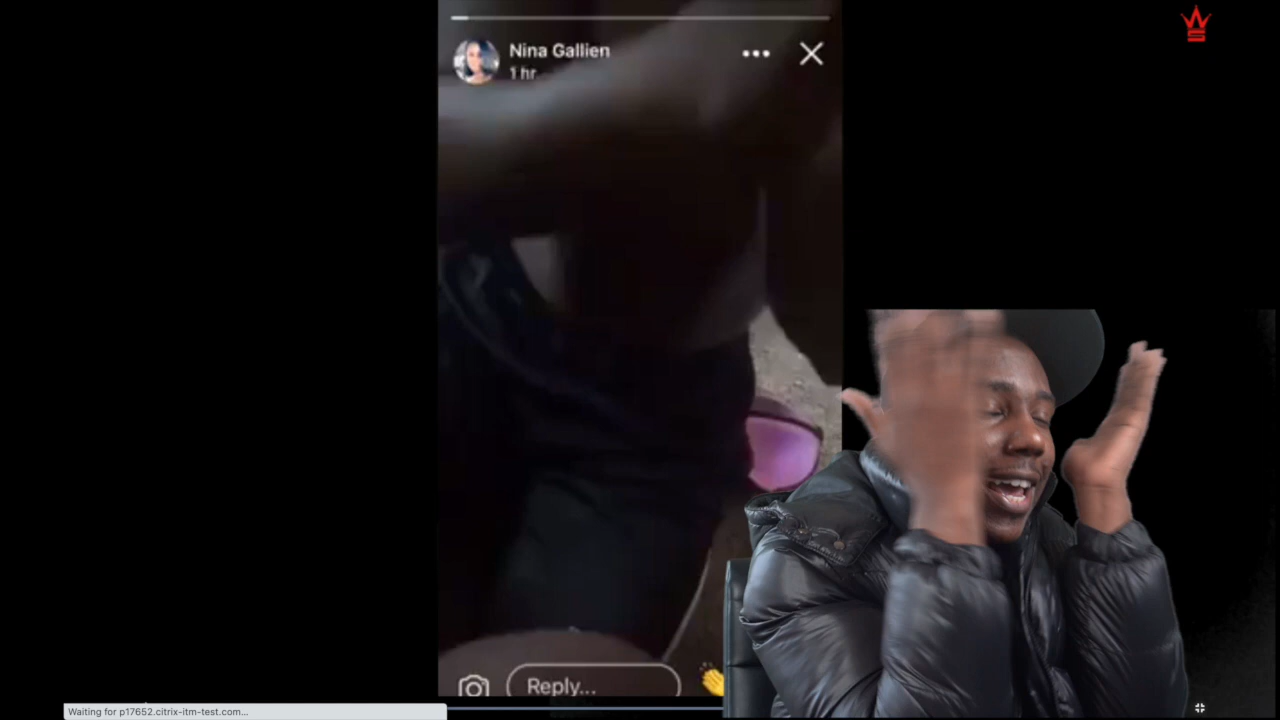 Nina Gallien
1 hr
Reply...
Waiting for p17652.citrix-itm-test.com...